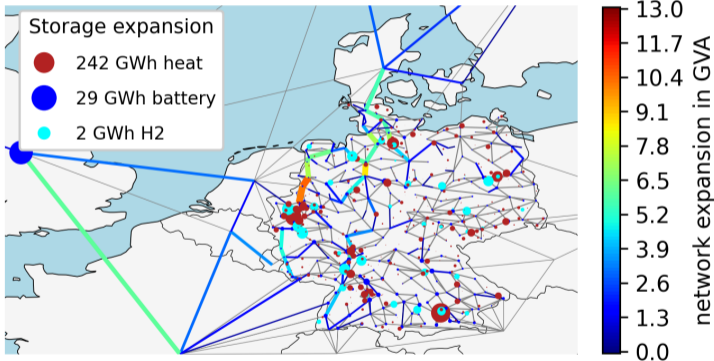 Storage expansion
242 GWh heat
29 GWh battery
2 GWh H2
13.0
11.7
10.4
9.1
7.8
6.5
5.2
3.9
2.6
1.3
0.0
network expansion in GVA